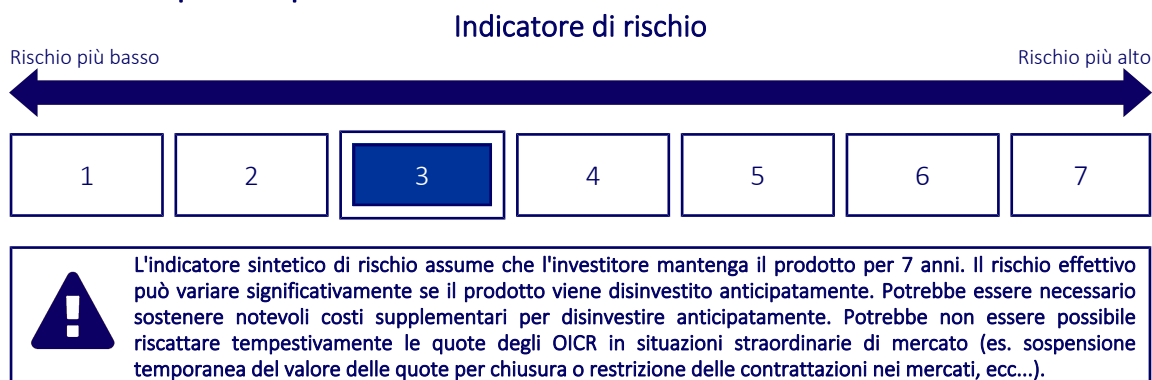 Indicatore di rischio
Rischio più basso
Rischio più alto
1
2
3
4
5
6
7
L'indicatore sintetico di rischio assume che l'investitore mantenga il prodotto per 7 anni. Il rischio effettivo
può variare significativamente se il prodotto viene disinvestito anticipatamente. Potrebbe essere necessario
sostenere notevoli costi supplementari per disinvestire anticipatamente. Potrebbe non essere possibile
riscattare tempestivamente le quote degli OICR in situazioni straordinarie di mercato (es. sospensione
temporanea del valore delle quote per chiusura o restrizione delle contrattazioni nei mercati, ecc...).